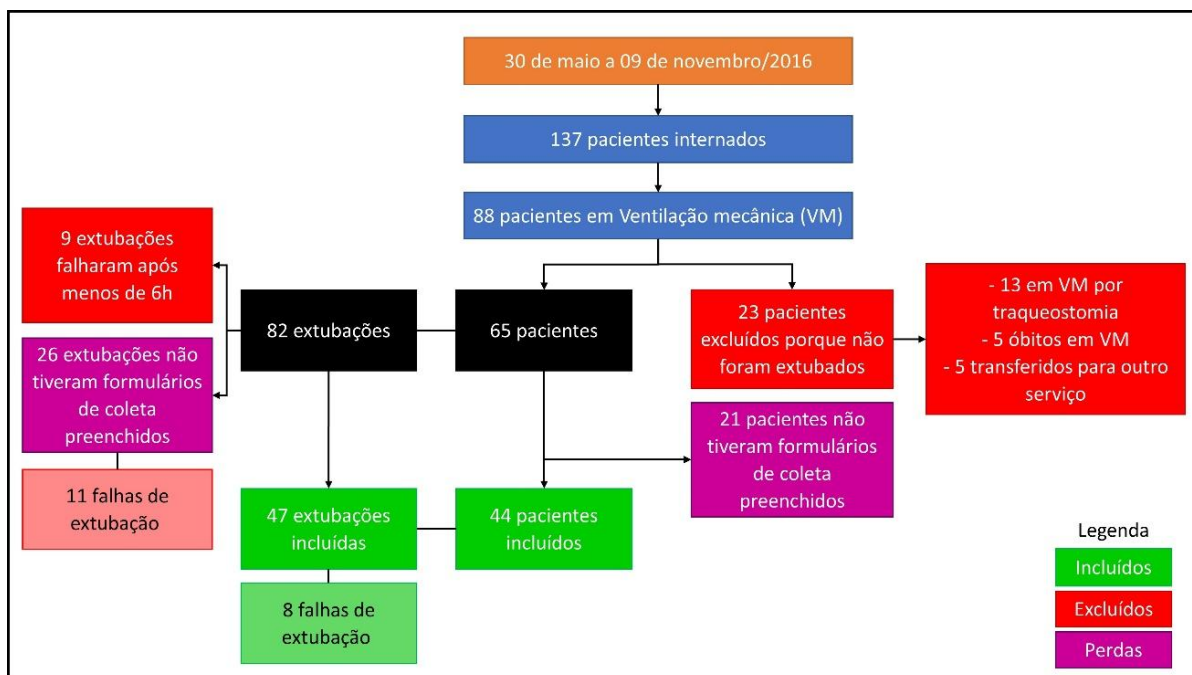 30 de maio a 09 de novembro/2016
137 pacientes internados
88 pacientes em Ventilação mecânica (VM)
9 extubações
falharam após
menos de 6h
82 extubações
65 pacientes
23 pacientes
excluídos porque não
foram extubados
- 13 em VM por
traqueostomia
- 5 óbitos em VM
- 5 transferidos para outro
serviço
26 extubações não
tiveram formulários
de coleta
preenchidos
21 pacientes não
tiveram formulários
de coleta
preenchidos
11 falhas de
extubação
47 extubações
incluídas
44 pacientes
incluídos
8 falhas de
extubação
Legenda
Incluídos
Excluídos
Perdas